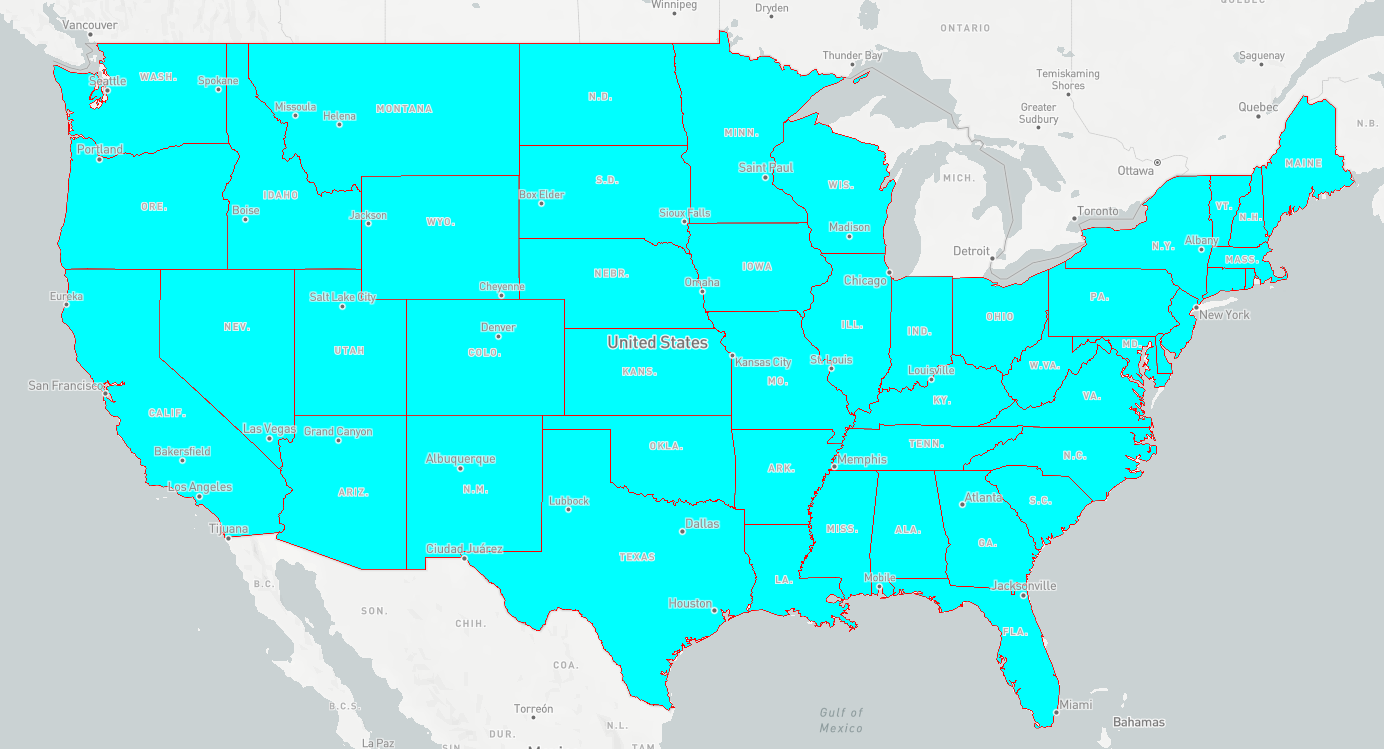 Winnipeg
Dryden
QUEBEC
Vancouver
ONTARIO
Thunder Bay
Saguenay
Temiskaming
Shores
WASH.
Seattle
Spokane
N.D.
Missoula
MONTANA
Helena
Greater
Sudbury
Quebec
N.B.
MINN.
Portland
Saint Paul
Ottawa
MAINE
MICH.
WIS.
S.D.
IDAHO
Box Elder
ORE.
Boise
Jackson
WYO.
Sioux Falls
Toronto
VT.
N.H.
Madison
N.Y.
Albany
Detroit
MASS.
IOWA
NEBR.
Chicago
Omaha
Cheyenne
Eureka
Salt Lake City
PA.
New York
OHIO
NEV.
Denver
ILL.
IND.
United States
MD.
UTAH
COLO.
Kansas City
St. Louis
W.VA.
KANS.
Louisville
MO.
San Francisco
VA.
KY.
CALIF.
Las Vegas
Grand Canyon
OKLA.
TENN.
Bakersfield
Albuquerque
Memphis
N.C.
ARK.
Los Angeles
ARIZ.
N.M.
Lubbock
Atlanta
S.C.
Tijuana
Dallas
MISS.
ALA.
GA.
Ciudad Juárez
TEXAS
B.C.
LA.
Mobile
Jacksonville
SON.
Houston
CHIH.
FLA.
COA.
B.C.S.
Torreón
Miami
Gulf of
Mexico
Bahamas
N.L.
DUR.
La Paz
SIN.
TAM.
Mexico